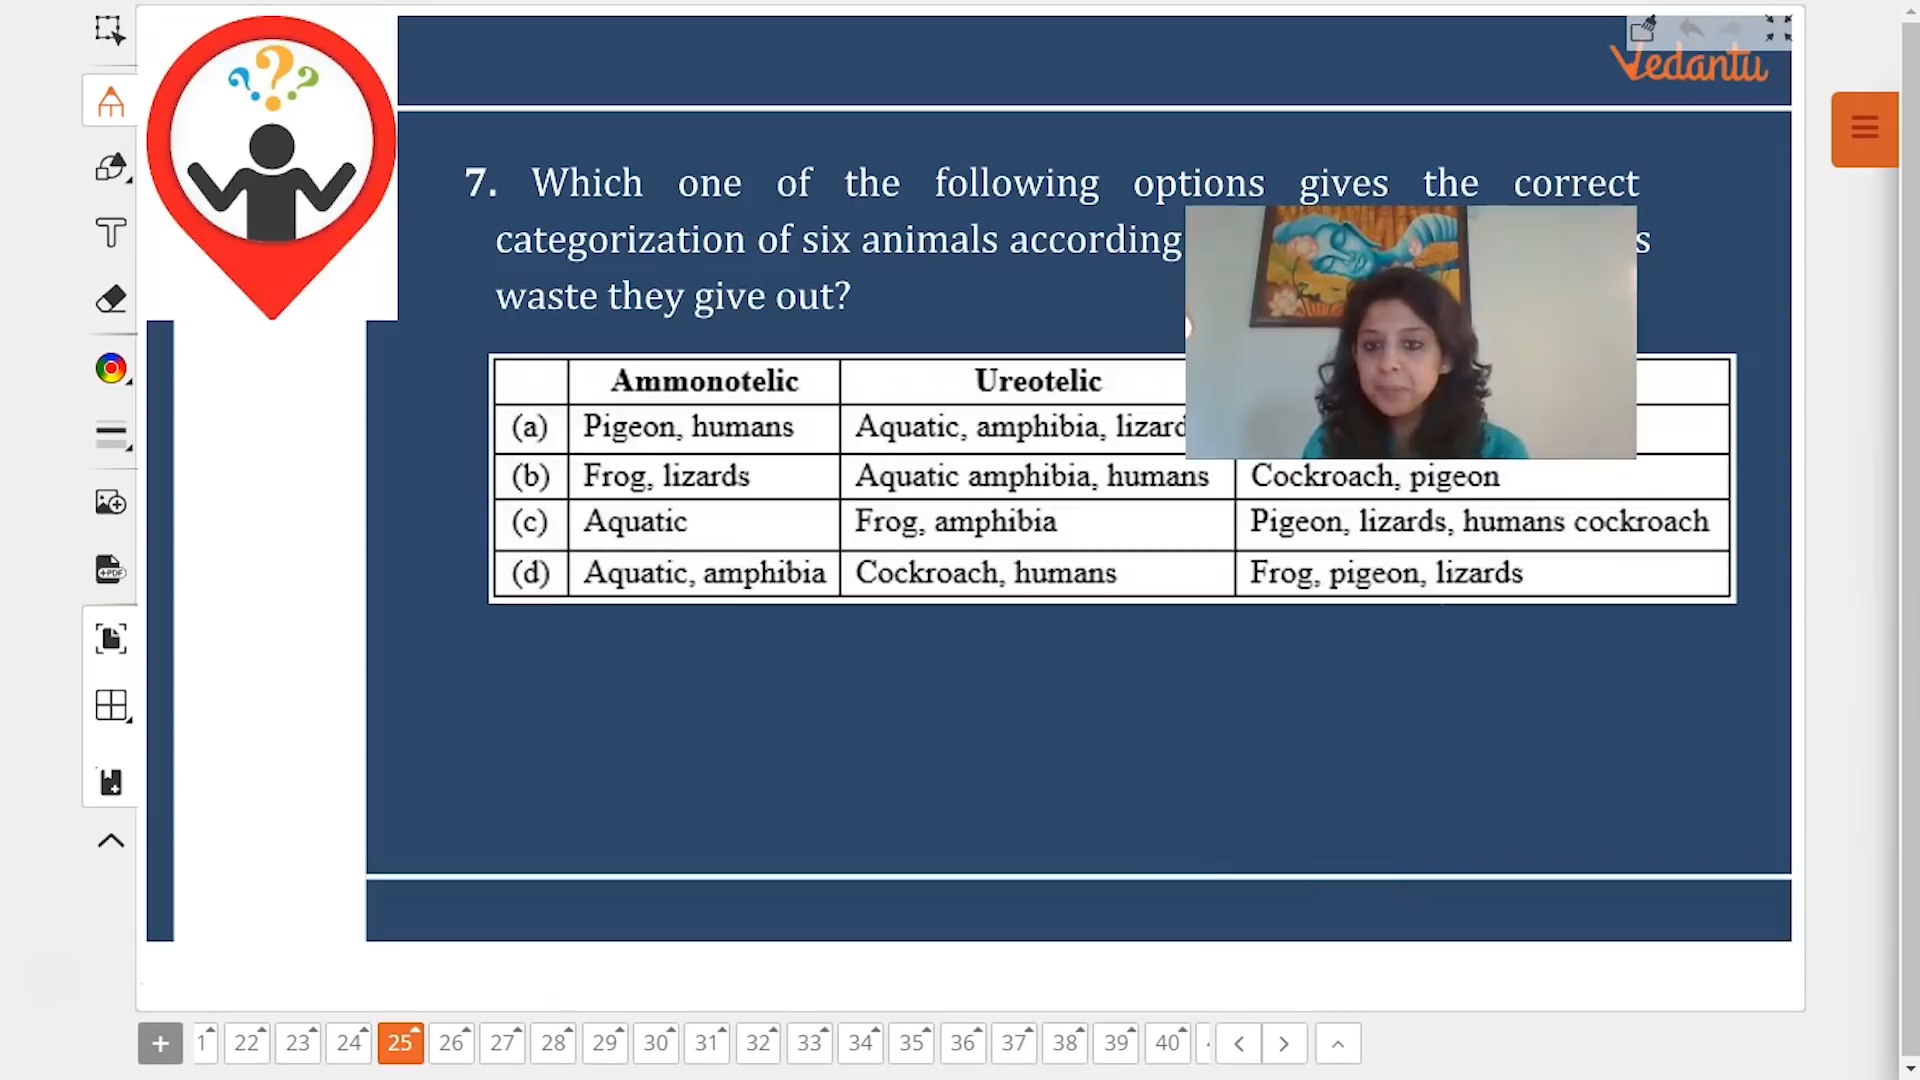 Vedantu
7. Which one of the following options gives the correct
categorization of six animals according
waste they give out?
Ammonotelic Ureotelic
(a) Pigeon, humans Aquatic, amphibia, lizard
(b) Frog, lizards Aquatic amphibia, humans Cockroach, pigeon
(c) Aquatic Frog, amphibia Pigeon, lizards, humans cockroach
(d) Aquatic, amphibia Cockroach, humans Frog, pigeon, lizards
+PDF
+ 1 22 23 24 25 26 27 28 29 30 31 32 33 34 35 36 37 38 39 40 < >